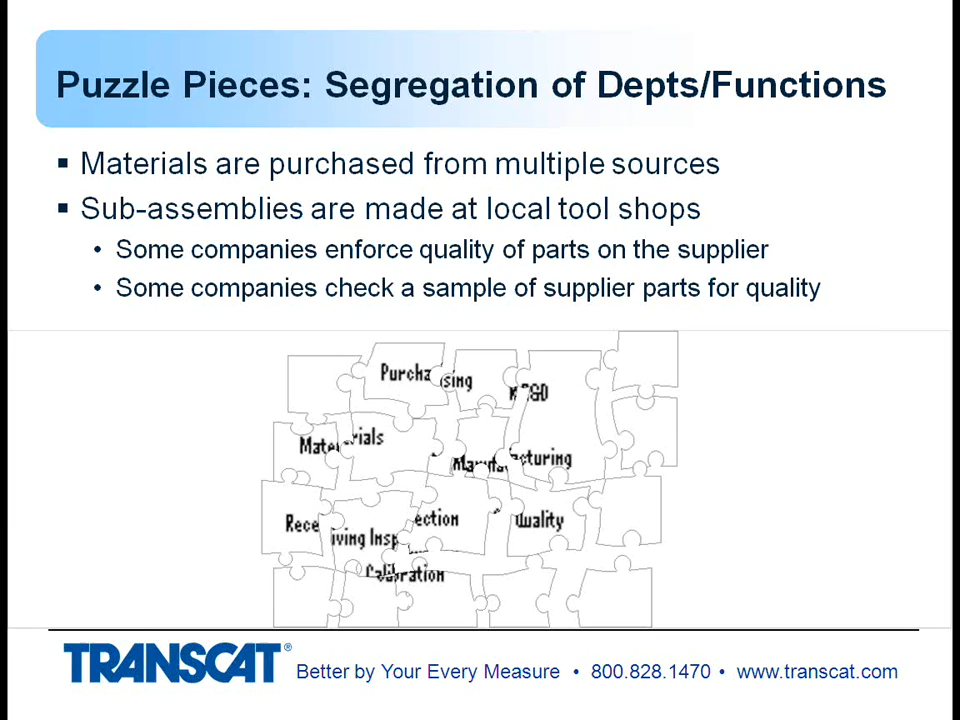 Puzzle Pieces: Segregation of Depts/Functions
▪ Materials are purchased from multiple sources
▪ Sub-assemblies are made at local tool shops
• Some companies enforce quality of parts on the supplier
• Some companies check a sample of supplier parts for quality
Purchasing
R&D
Materials
Manufacturing
Receiving Inspection
Quality
Calibration
TRANSCAT® Better by Your Every Measure • 800.828.1470 • www.transcat.com